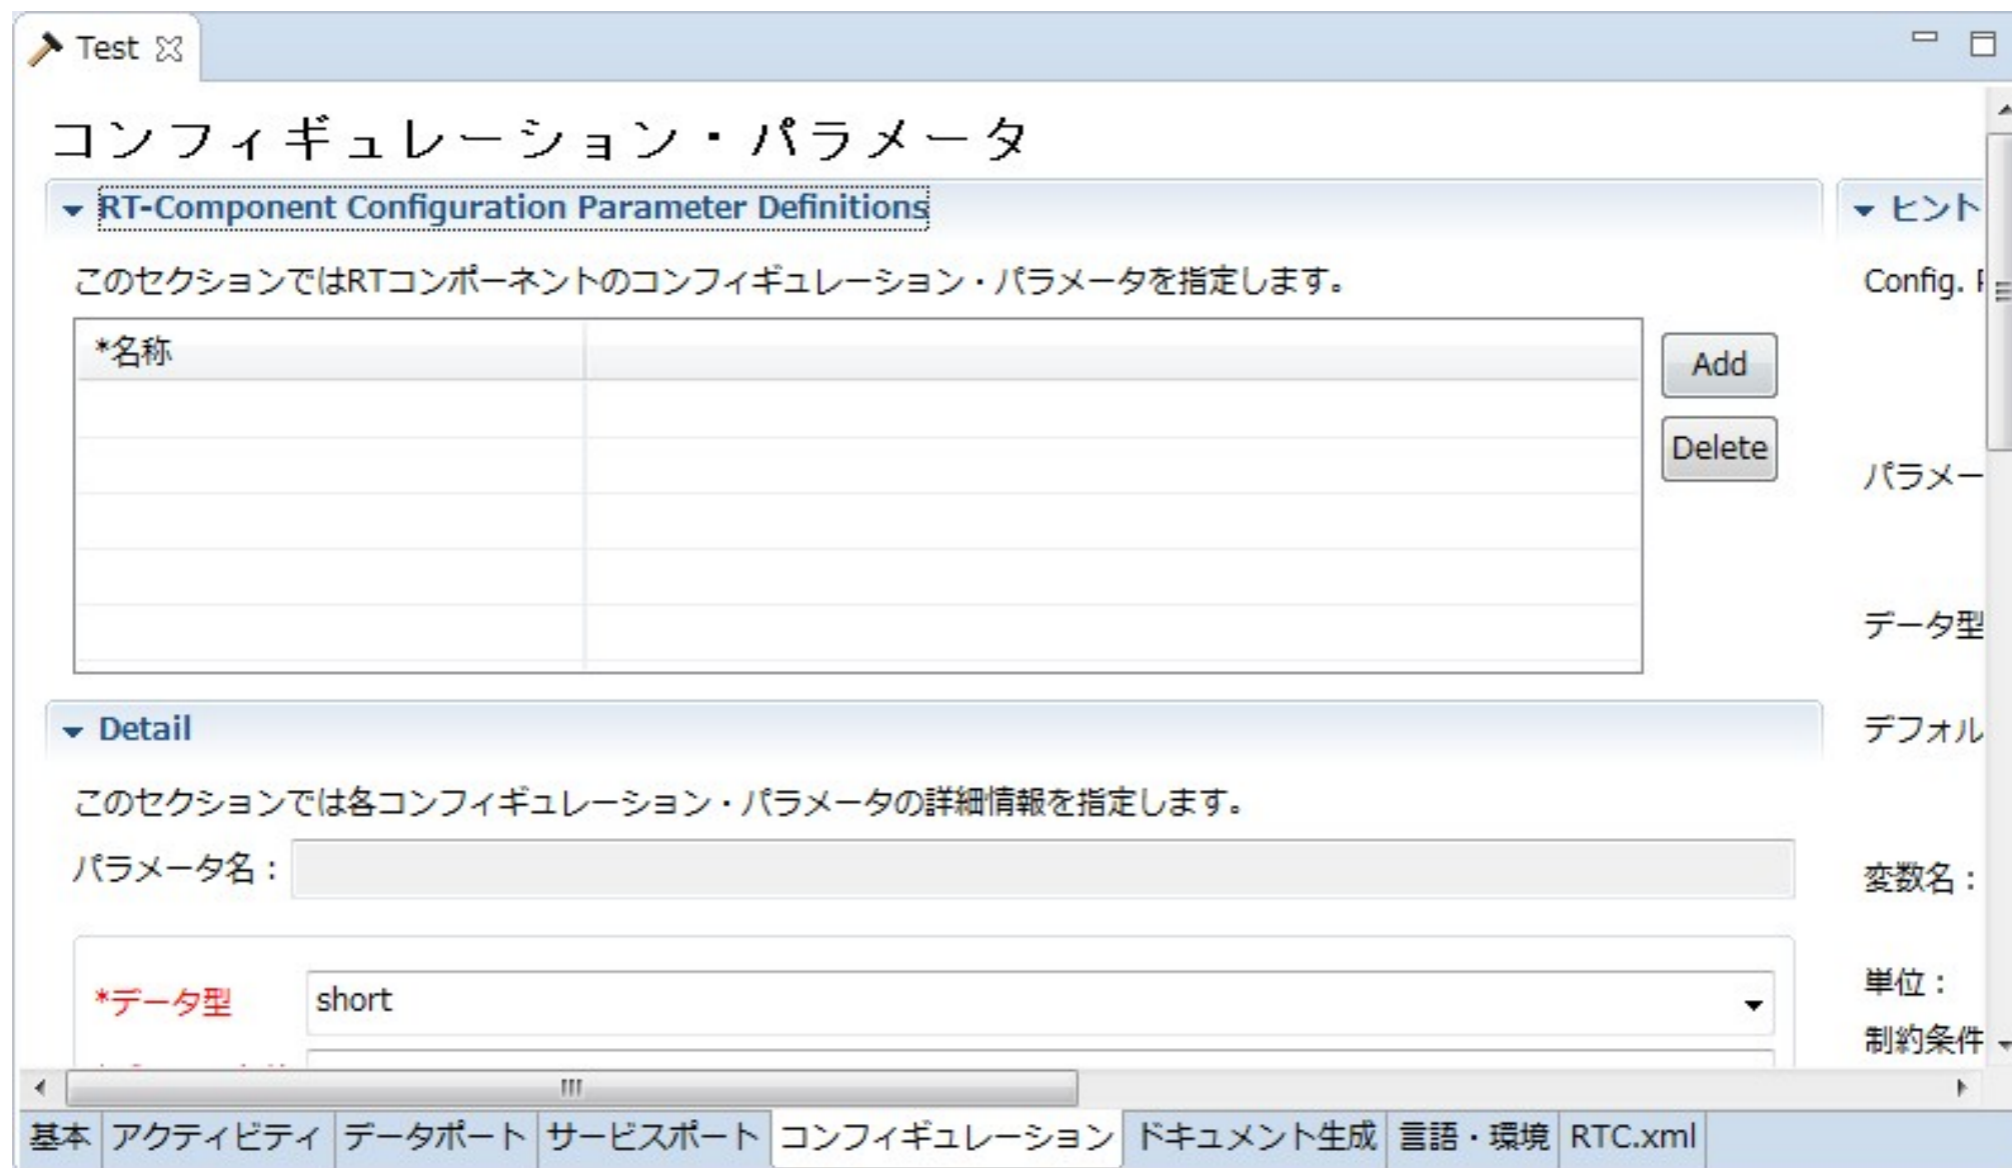 Test
コンフィギュレーション・パラメータ
RT-Component Configuration Parameter Definitions
このセクションではRTコンポーネントのコンフィギュレーション・パラメータを指定します。
*名称
Add
Delete
Detail
このセクションでは各コンフィギュレーション・パラメータの詳細情報を指定します。
パラメータ名：
*データ型
short
ヒント
Config.
パラメー
データ型
デフォル
変数名：
単位：
制約条件
基本 アクティビティ データポート サービスポート コンフィギュレーション ドキュメント生成 言語・環境 RTC.xml